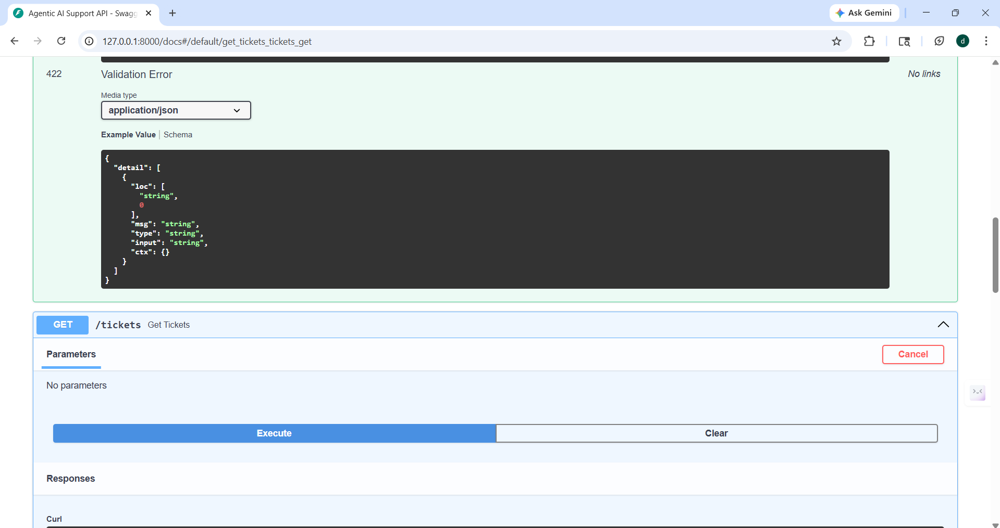 Agentic AI Support API - Swagg
Ask Gemini
127.0.0.1:8000/docs#/default/get_tickets_tickets_get
d
422
Validation Error
No links
Media type
application/json
Example Value
Schema
{
"detail": [
{
"loc": [
"string",
0
],
"msg": "string",
"type": "string",
"input": "string",
"ctx": {}
}
]
}
GET /tickets Get Tickets
Parameters
Cancel
No parameters
Execute
Clear
Responses
Curl